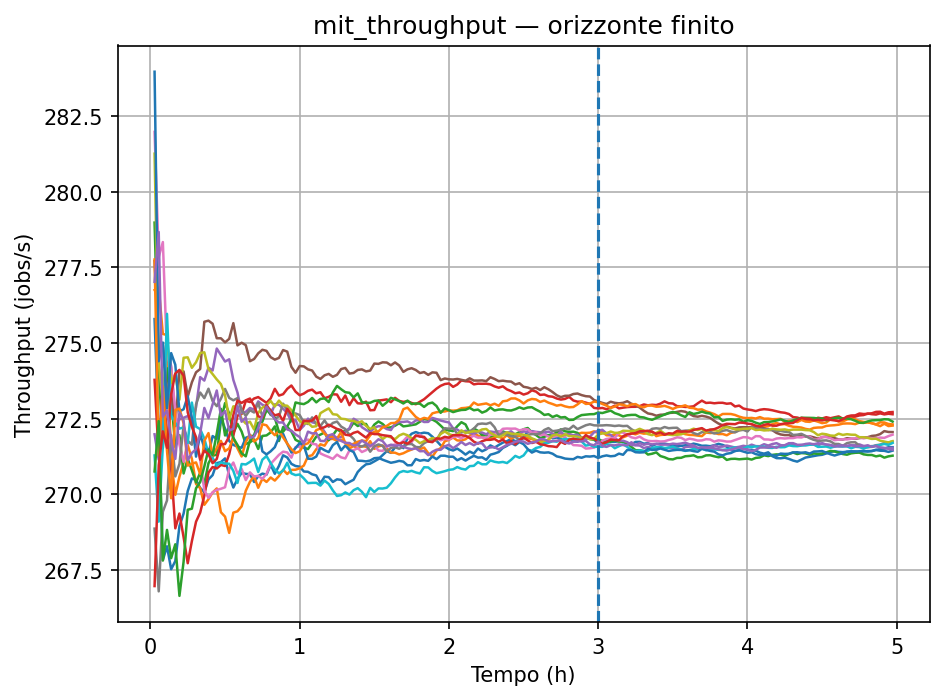 mit_throughput — orizzonte finito
Throughput (jobs/s)
282.5
280.0
277.5
275.0
272.5
270.0
267.5
0 1 2 3 4 5
Tempo (h)